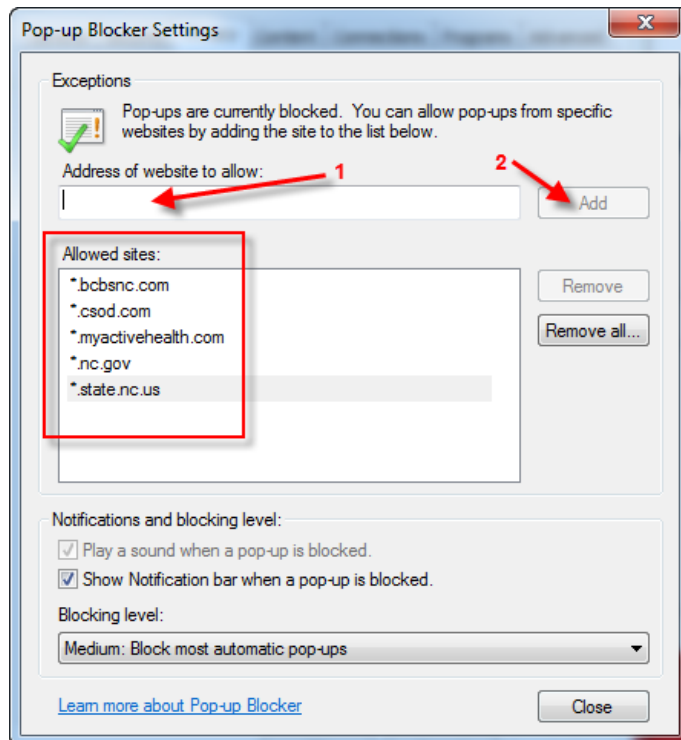 Pop-up Blocker Settings
Exceptions
Pop-ups are currently blocked. You can allow pop-ups from specific
websites by adding the site to the list below.
Address of website to allow:
1
2
Add
Allowed sites:
*.bcbsnc.com
*.csod.com
*.myactivehealth.com
*.nc.gov
*.state.nc.us
Remove
Remove all...
Notifications and blocking level:
Play a sound when a pop-up is blocked.
Show Notification bar when a pop-up is blocked.
Blocking level:
Medium: Block most automatic pop-ups
Learn more about Pop-up Blocker
Close